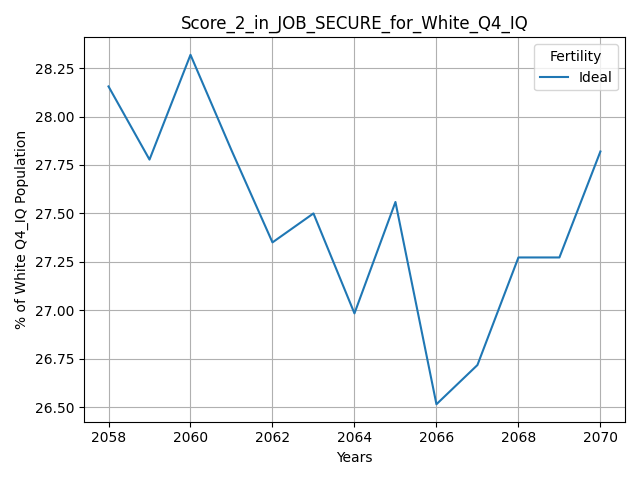 Score_2_in_JOB_SECURE_for_White_Q4_IQ
Fertility
Ideal
% of White Q4_IQ Population
28.25
28.00
27.75
27.50
27.25
27.00
26.75
26.50
2058 2060 2062 2064 2066 2068 2070
Years